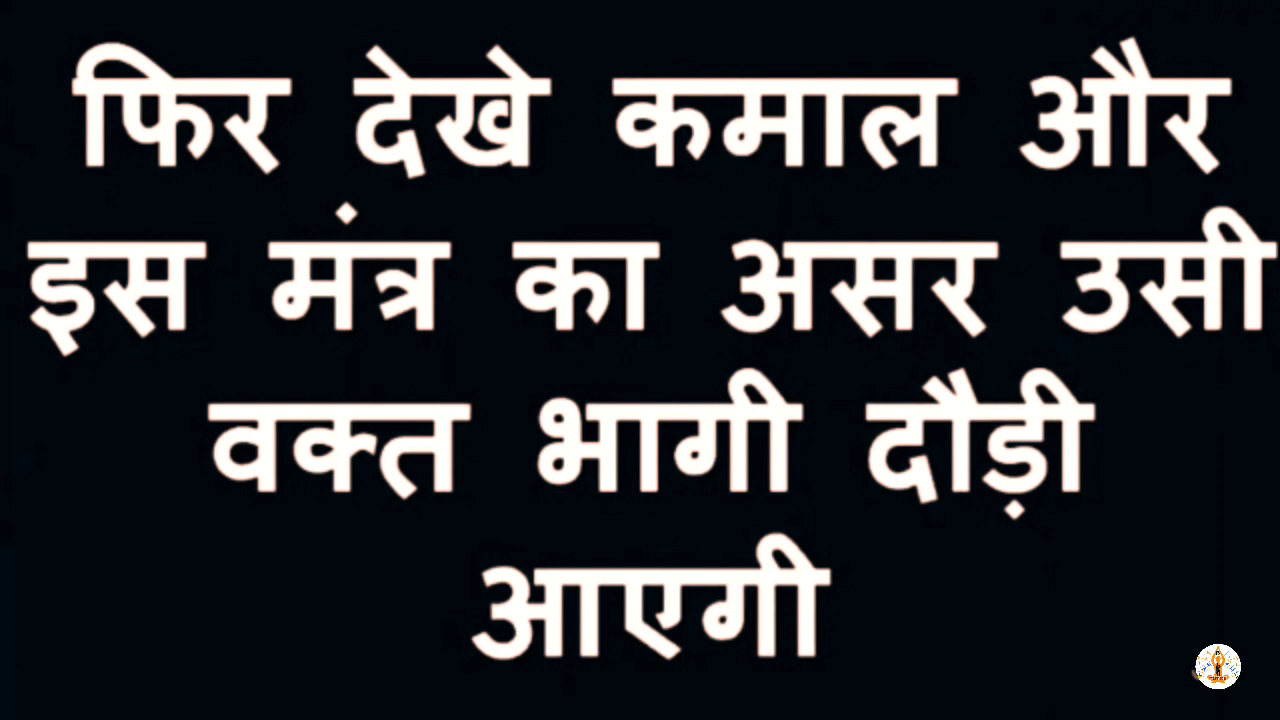 फिर देखे कमाल और
इस मंत्र का असर उसी
वक्त भागी दौड़ी
आएगी